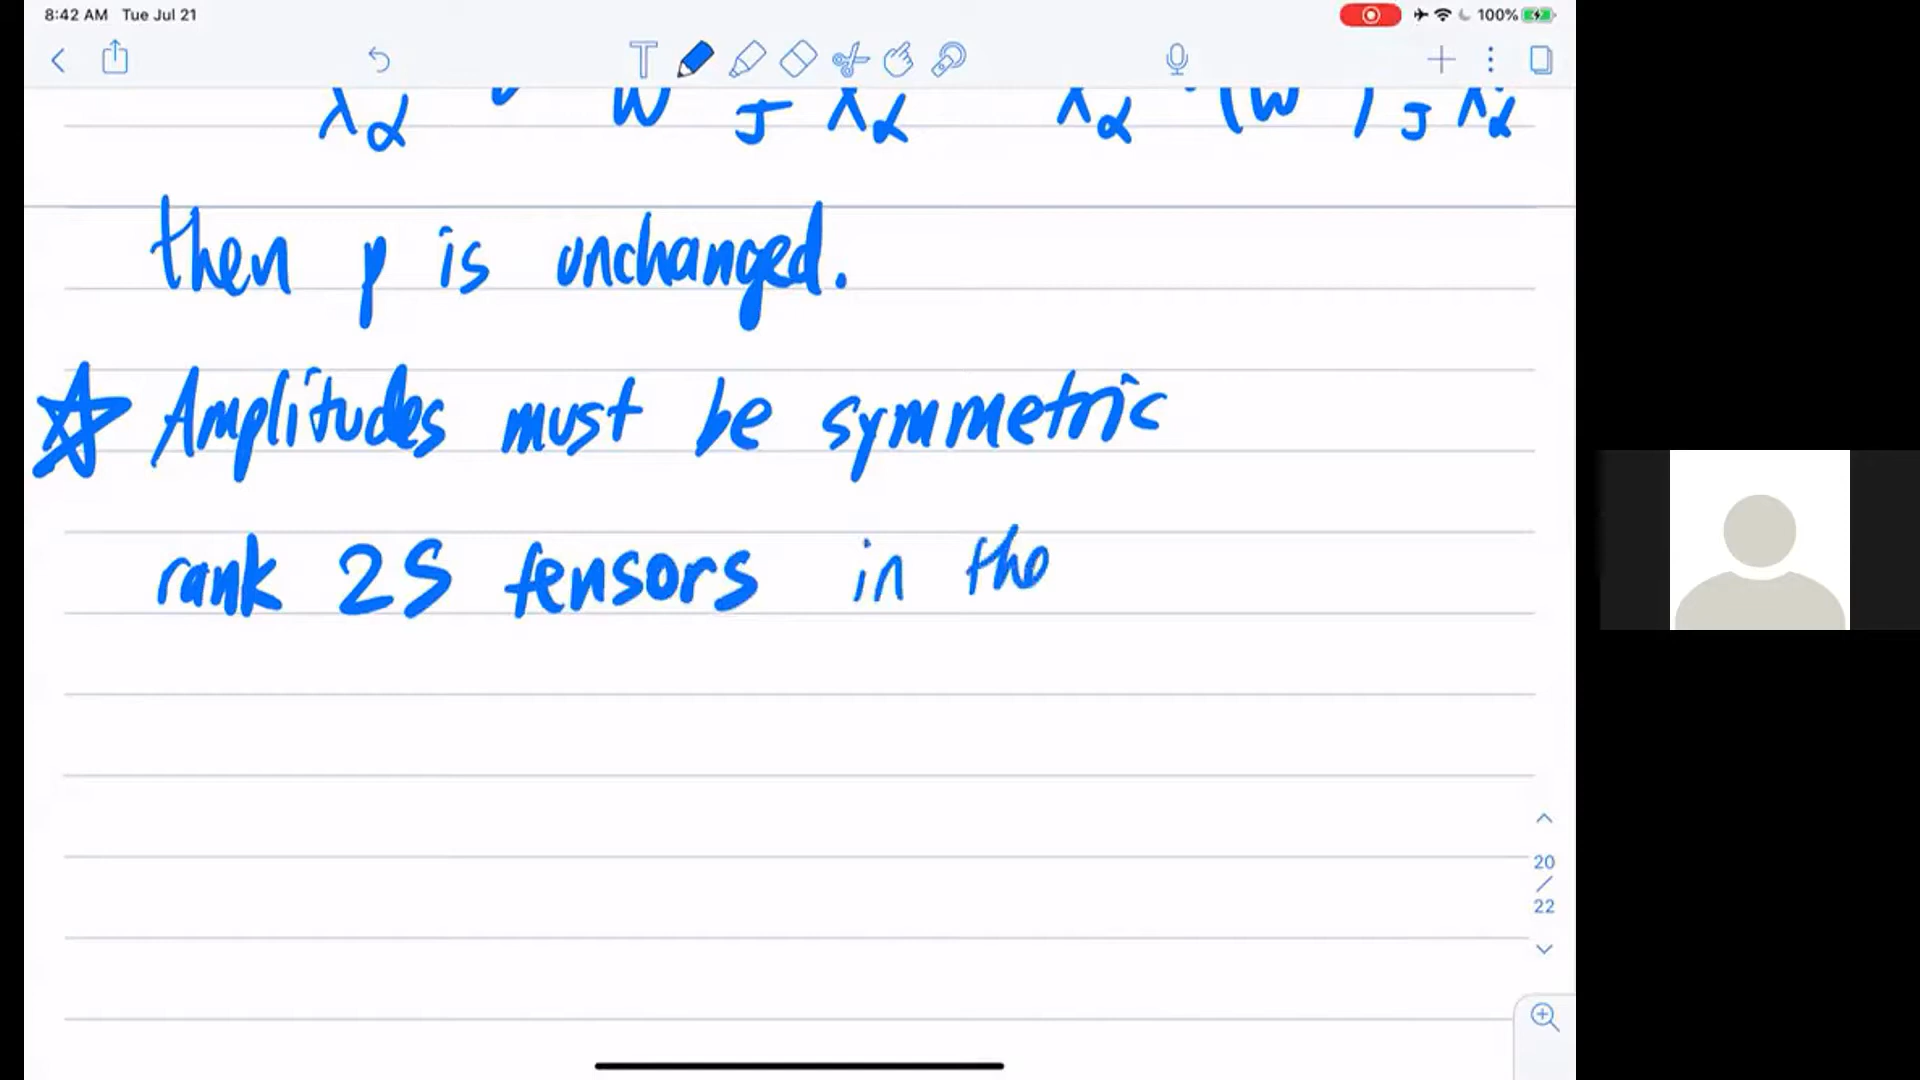 8:42 AM Tue Jul 21
100%
then p is unchanged.
☆ Amplitudes must be symmetric
rank 2S tensors in the
20
/
22